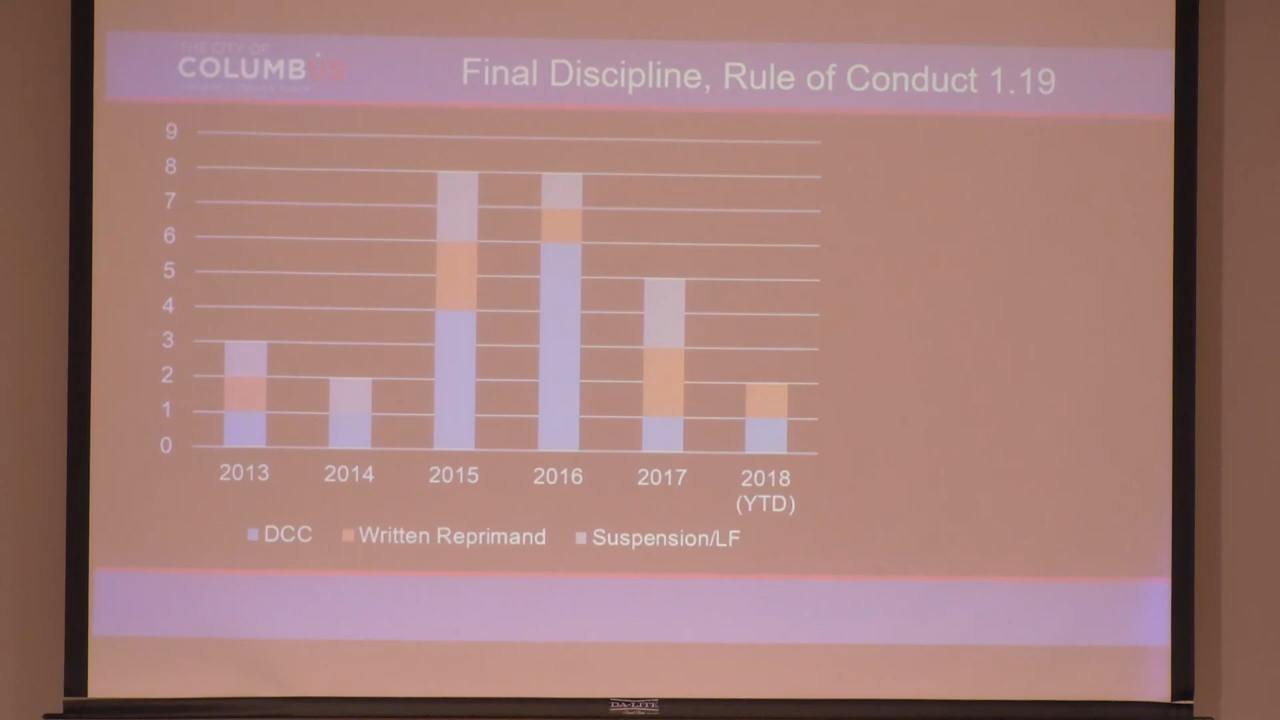 THE CITY OF
COLUMBUS
Final Discipline, Rule of Conduct 1.19
9
8
7
6
5
4
3
2
1
0
2013 2014 2015 2016 2017 2018
(YTD)
DCC Written Reprimand Suspension/LF
DA-LITE